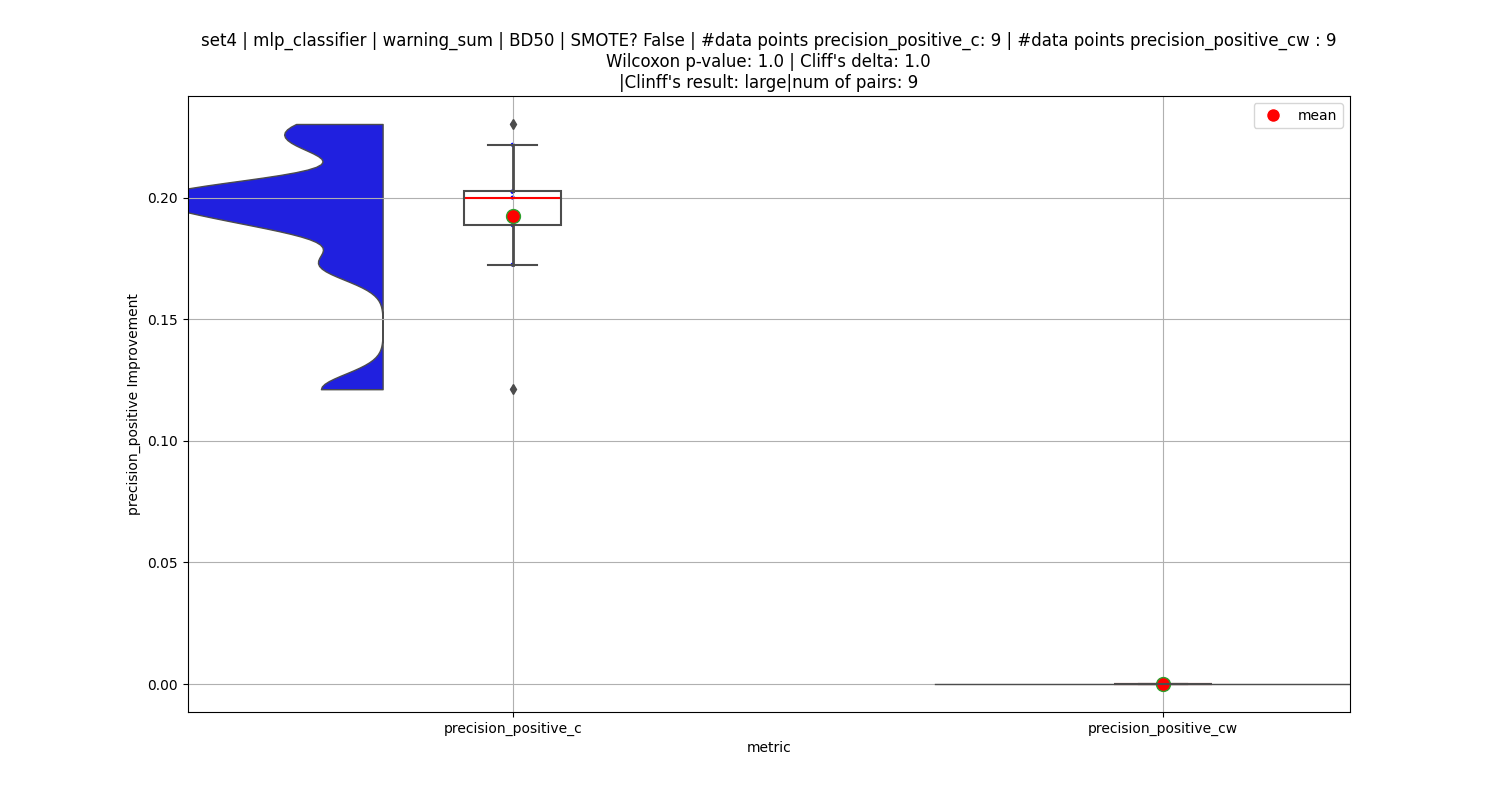 set4 | mlp_classifier | warning_sum | BD50 | SMOTE? False | #data points precision_positive_c: 9 | #data points precision_positive_cw : 9
Wilcoxon p-value: 1.0 | Cliff's delta: 1.0
|Clinff's result: large|num of pairs: 9
mean
precision_positive Improvement
0.20
0.15
0.10
0.05
0.00
precision_positive_c
precision_positive_cw
metric